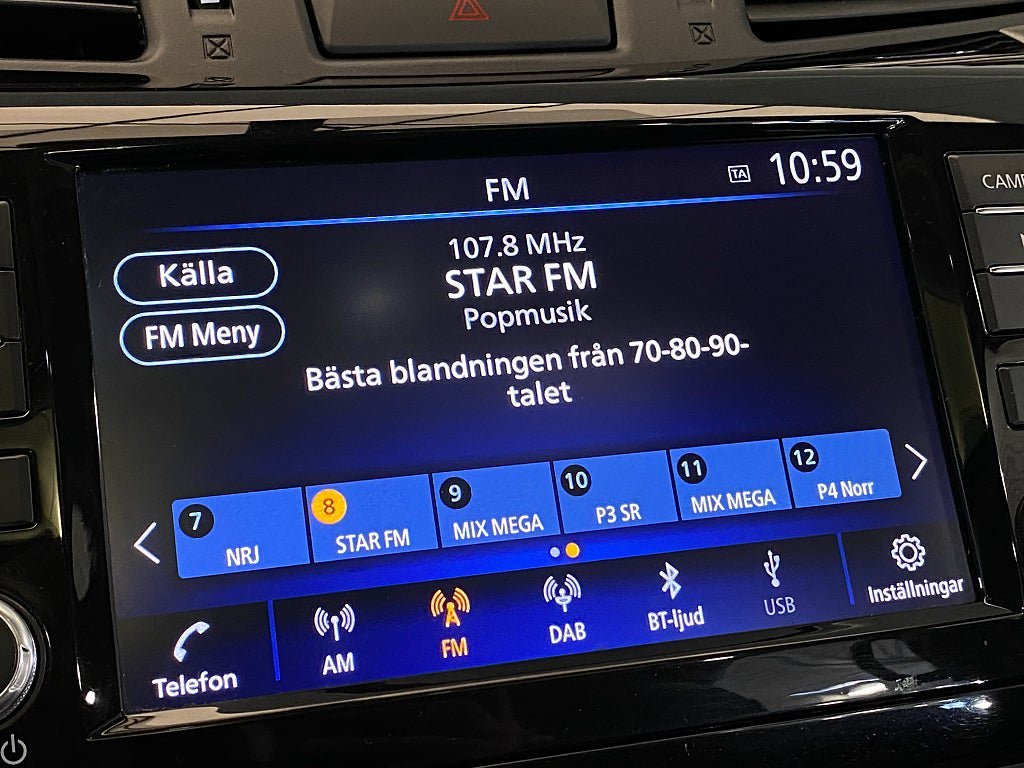 FM
TA
10:59
CAME
107.8 MHz
STAR FM
Popmusik
Källa
FM Meny
Bästa blandningen från 70-80-90-
talet
7
NRJ
8
STAR FM
9
MIX MEGA
10
P3 SR
11
MIX MEGA
12
P4 Norr
Telefon
AM
FM
DAB
BT-ljud
USB
Inställningar